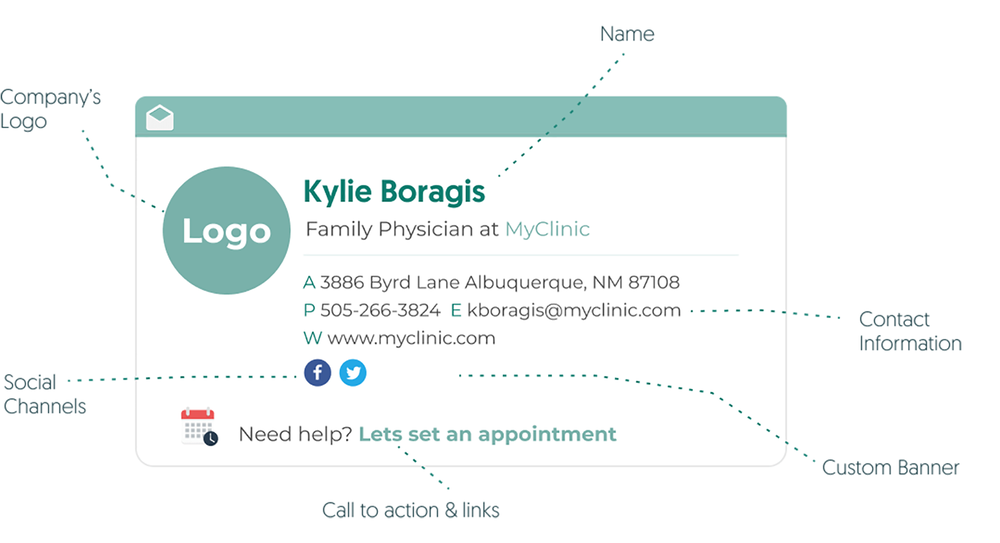 Name
Company's
Logo
Logo
Kylie Boragis
Family Physician at MyClinic
A 3886 Byrd Lane Albuquerque, NM 87108
P 505-266-3824 E kboragis@myclinic.com
W www.myclinic.com
Contact
Information
Social
Channels
Need help? Lets set an appointment
Custom Banner
Call to action & links